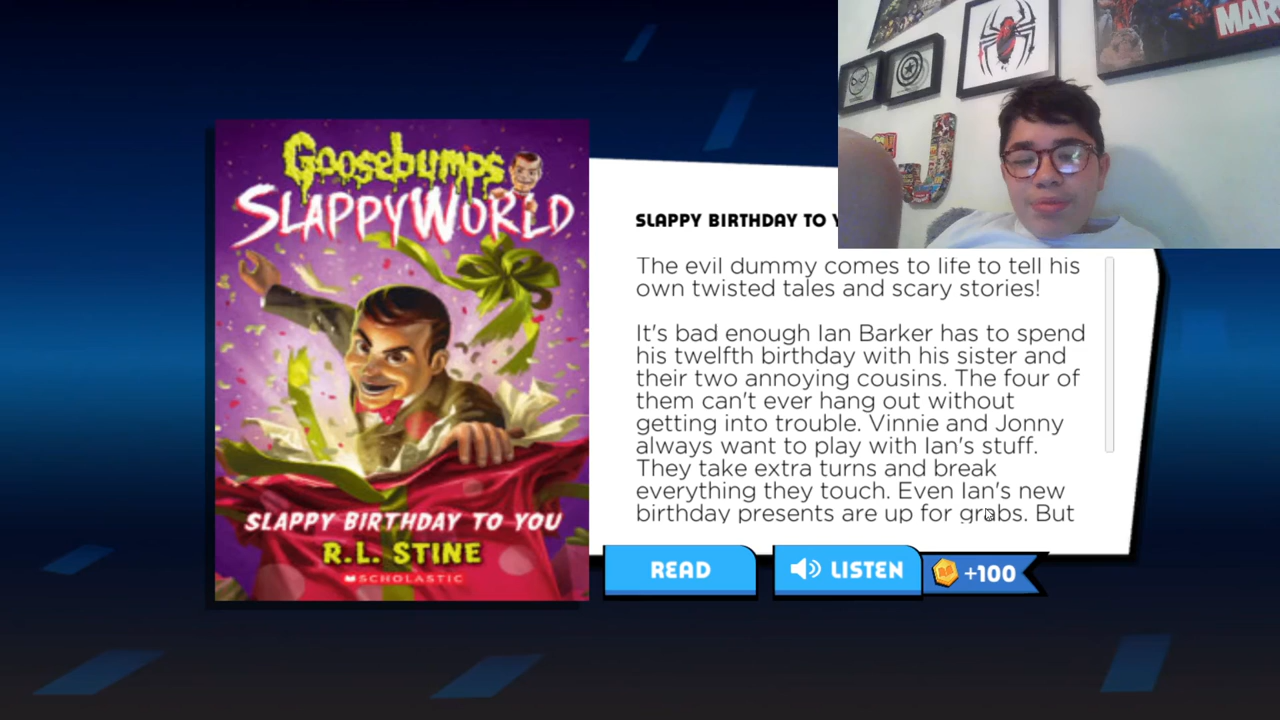 MAR
GOOSEBUMPS
SLAPPYWORLD
SLAPPY BIRTHDAY TO YOU
R.L. STINE
SCHOLASTIC
SLAPPY BIRTHDAY TO
The evil dummy comes to life to tell his
own twisted tales and scary stories!
It's bad enough Ian Barker has to spend
his twelfth birthday with his sister and
their two annoying cousins. The four of
them can't ever hang out without
getting into trouble. Vinnie and Jonny
always want to play with Ian's stuff.
They take extra turns and break
everything they touch. Even Ian's new
birthday presents are up for grabs. But
READ
LISTEN
+100